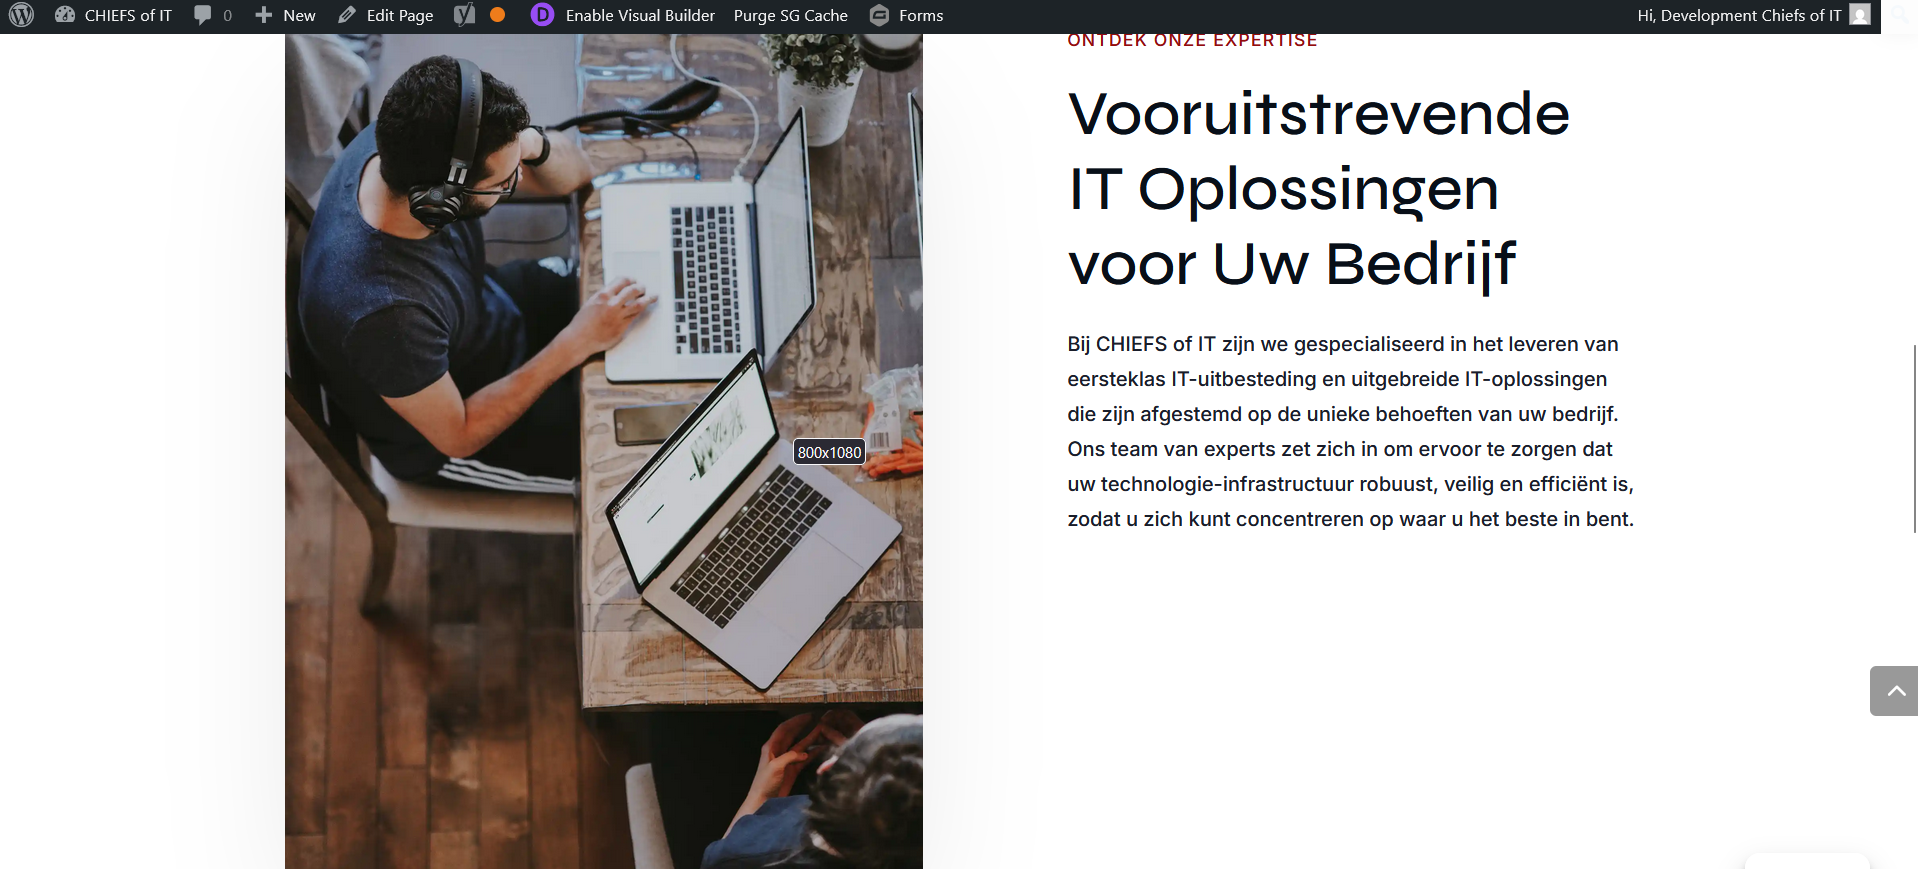 CHIEFS of IT 0 New Edit Page D Enable Visual Builder Purge SG Cache Forms Hi, Development Chiefs of IT
ONTDEK ONZE EXPERTISE
Vooruitstrevende
IT Oplossingen
voor Uw Bedrijf
Bij CHIEFS of IT zijn we gespecialiseerd in het leveren van
eersteklas IT-uitbesteding en uitgebreide IT-oplossingen
die zijn afgestemd op de unieke behoeften van uw bedrijf.
Ons team van experts zet zich in om ervoor te zorgen dat
uw technologie-infrastructuur robuust, veilig en efficiënt is,
zodat u zich kunt concentreren op waar u het beste in bent.
800x1080